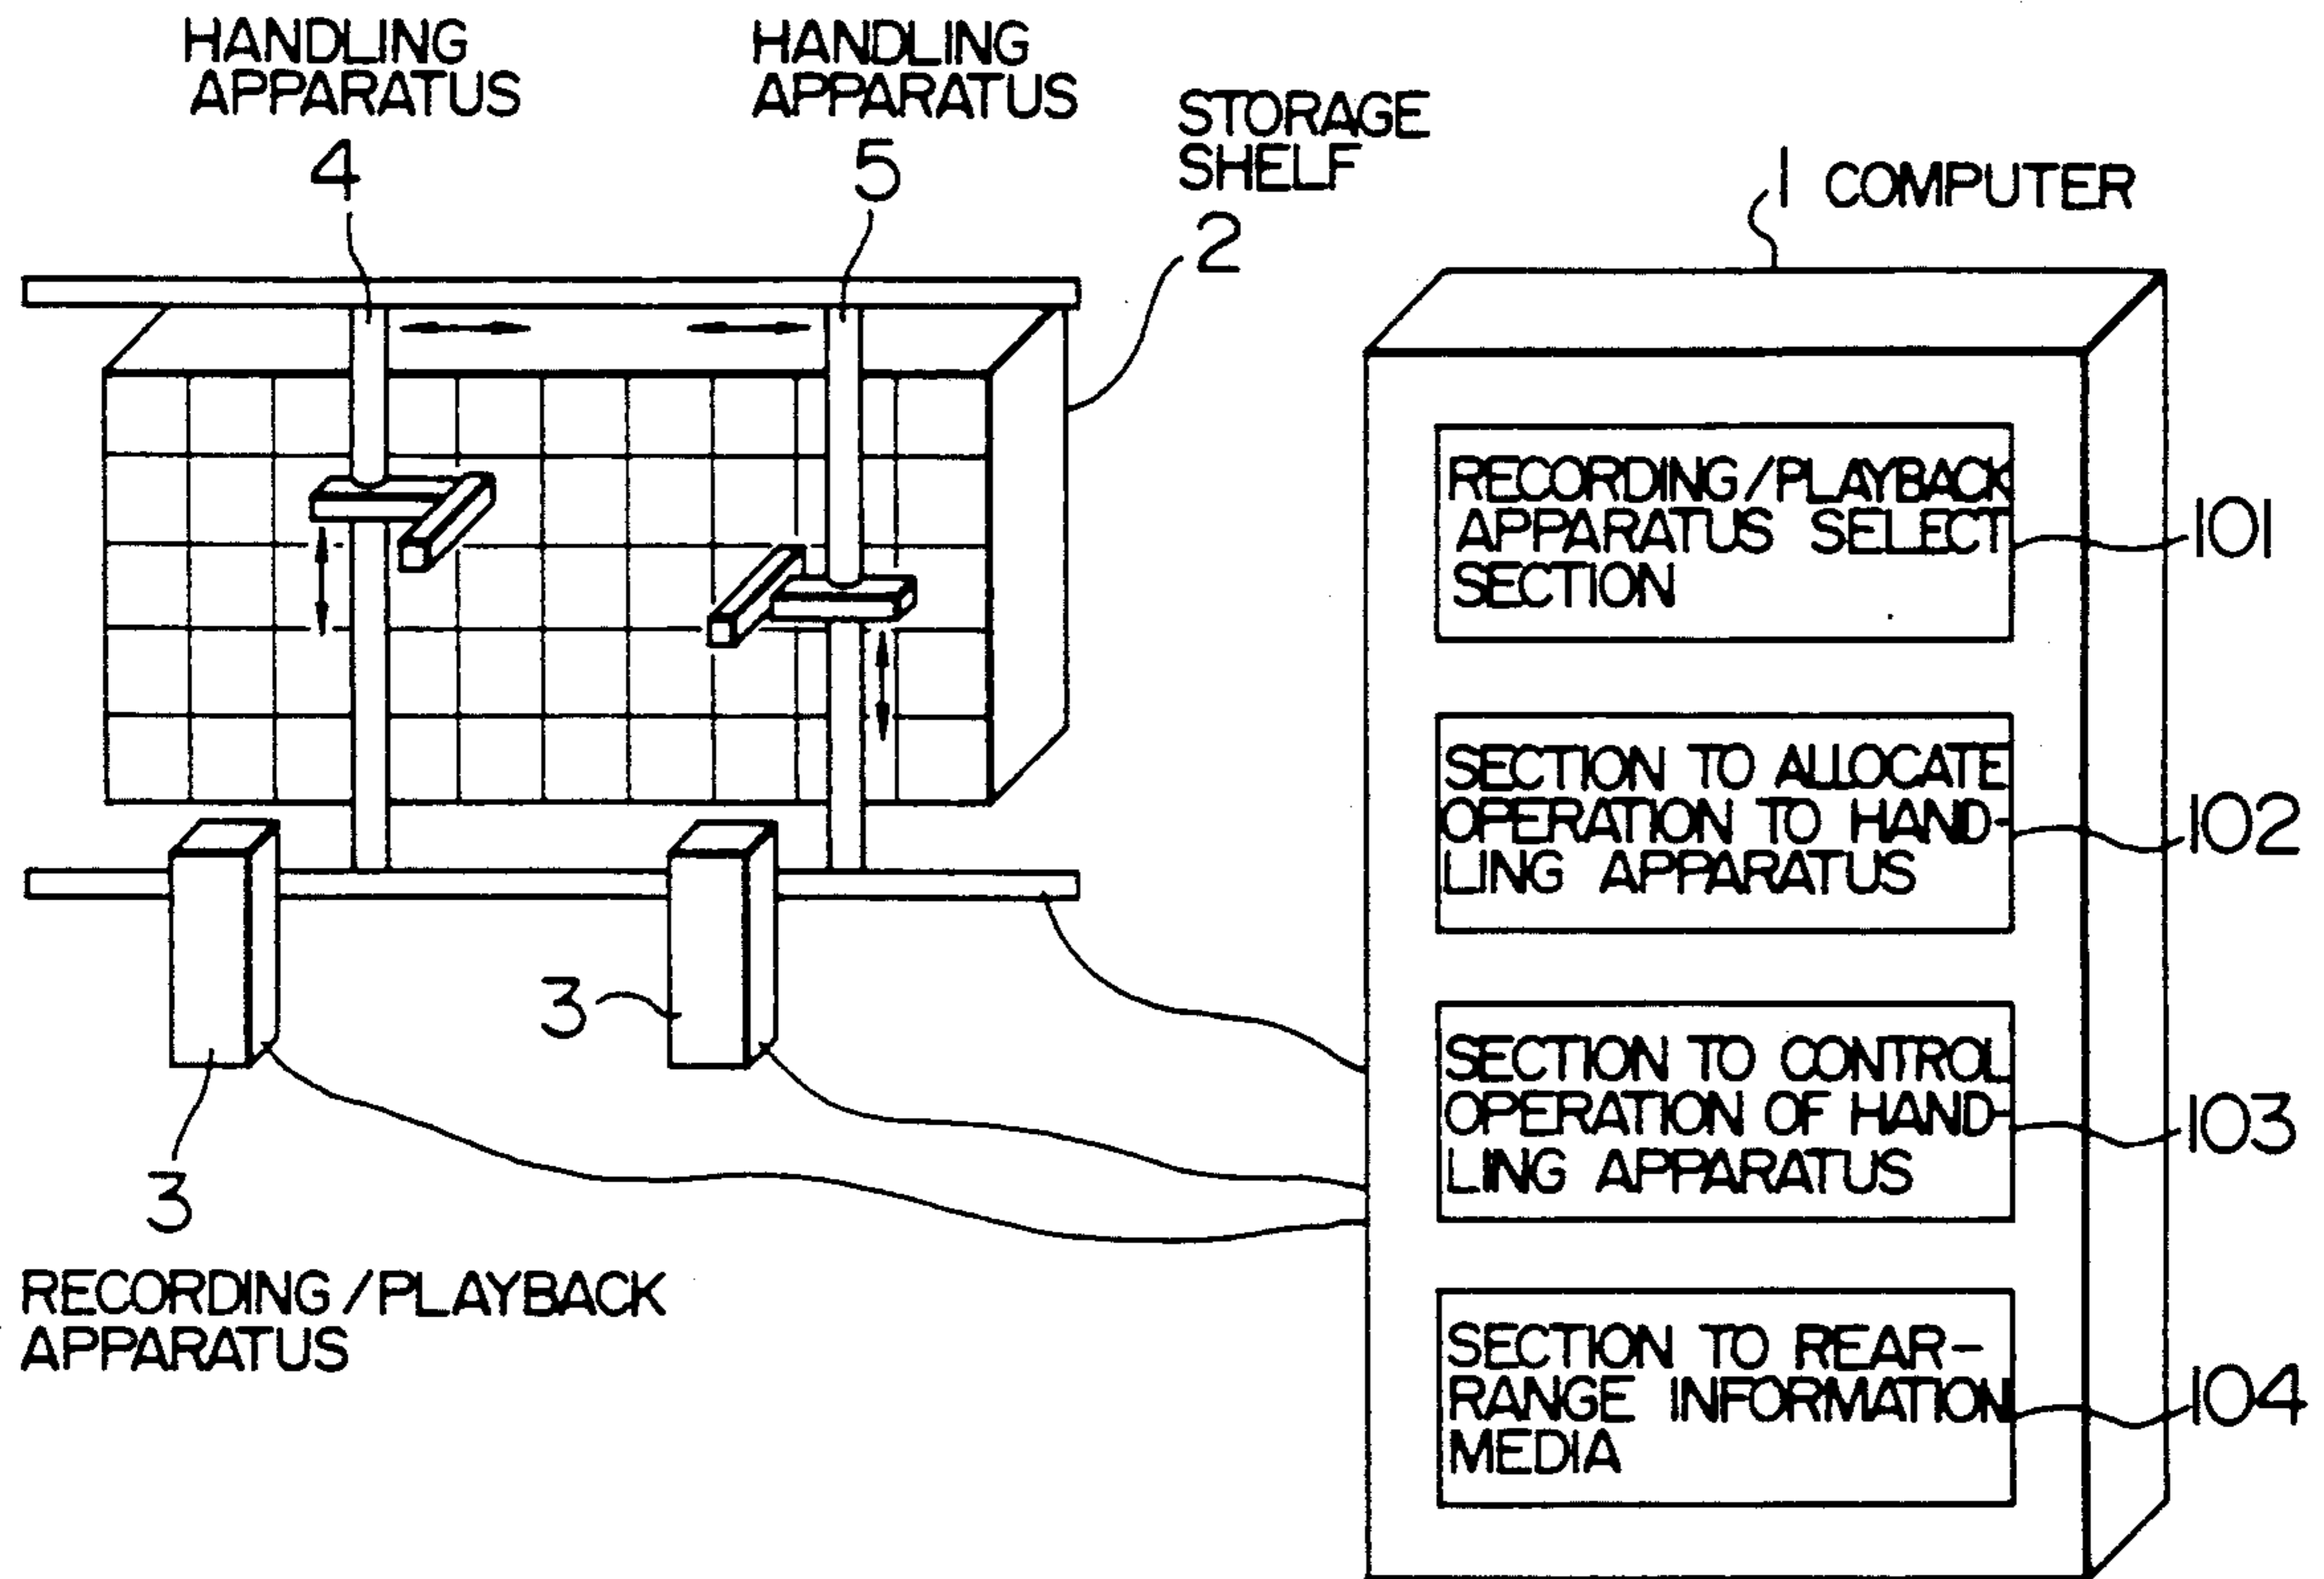 HANDLING
APPARATUS
4
HANDLING
APPARATUS
5
STORAGE
SHELF
2
1 COMPUTER
RECORDING/PLAYBACK
APPARATUS SELECT
SECTION
101
SECTION TO ALLOCATE
OPERATION TO HAND-
LING APPARATUS
102
SECTION TO CONTROL
OPERATION OF HAND-
LING APPARATUS
103
SECTION TO REAR-
RANGE INFORMATION
MEDIA
104
3
3
RECORDING/PLAYBACK
APPARATUS